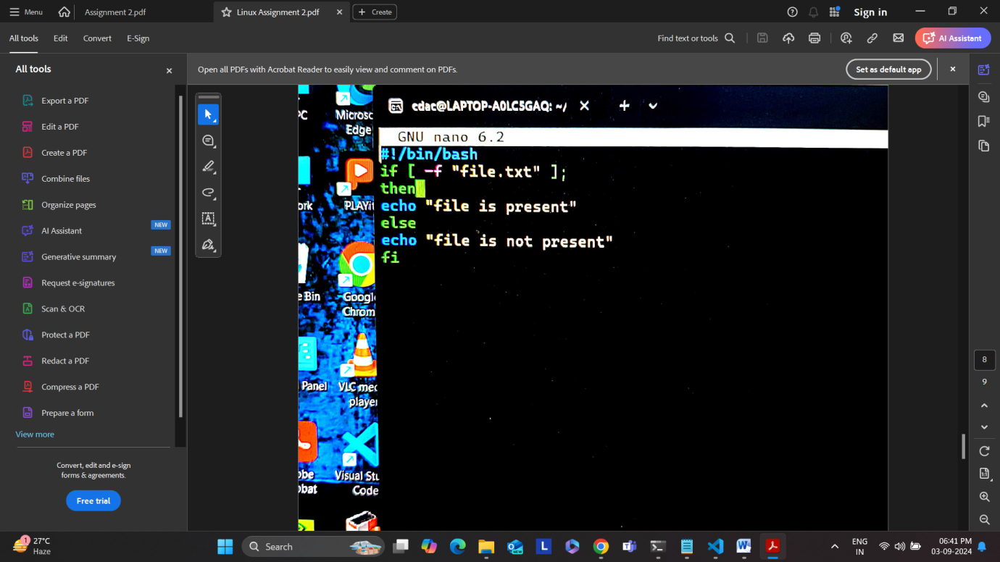 Menu
Assignment 2.pdf
Linux Assignment 2.pdf
Create
Sign in
All tools
Edit
Convert
E-Sign
Find text or tools
AI Assistant
All tools
Open all PDFs with Acrobat Reader to easily view and comment on PDFs.
Set as default app
Export a PDF
Edit a PDF
Create a PDF
Combine files
Organize pages
AI Assistant
NEW
Generative summary
NEW
Request e-signatures
Scan & OCR
Protect a PDF
Redact a PDF
Compress a PDF
Prepare a form
View more
Convert, edit and e-sign
forms & agreements.
Free trial
PC
Microsc
Edge
PLAYit
ork
e Bin
Google
Chrom
Panel
VLC med
player
obe
obat
Visual Stu
Code
cdac@LAPTOP-A0LC5GAQ: ~/
GNU nano 6.2
#!/bin/bash
if [ -f "file.txt" ];
then
echo "file is present"
else
echo "file is not present"
fi
8
9
1
27°C
Haze
Search
ENG
IN
06:41 PM
03-09-2024